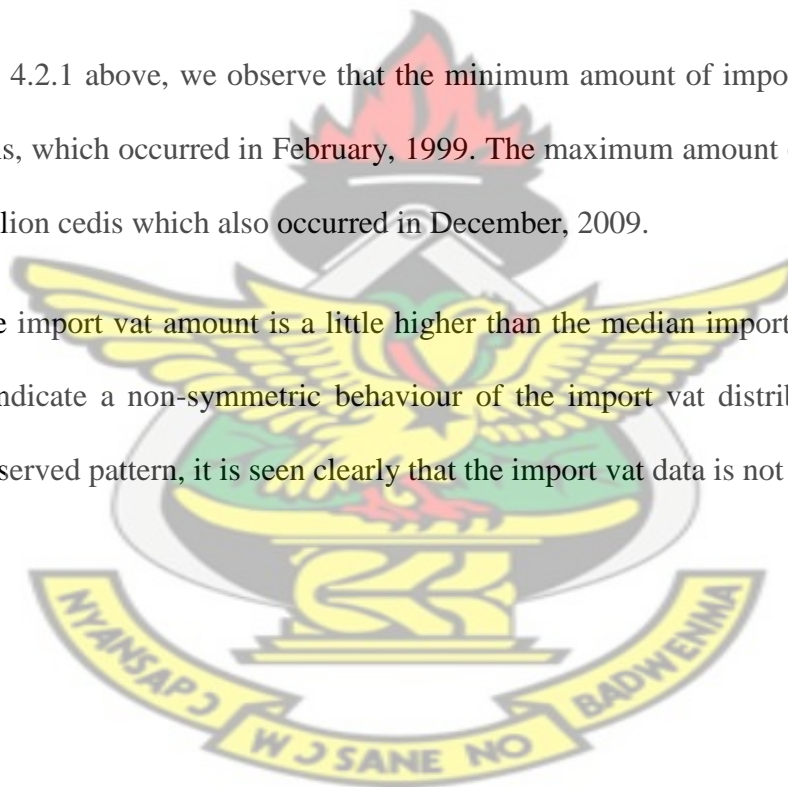 4.2.1 above, we observe that the minimum amount of impo
s, which occurred in February, 1999. The maximum amount
lion cedis which also occurred in December, 2009.
e import vat amount is a little higher than the median import
ndicate a non-symmetric behaviour of the import vat distrib
served pattern, it is seen clearly that the import vat data is not
NYANSAPƆ
WƆSANE NO
BADWENMA